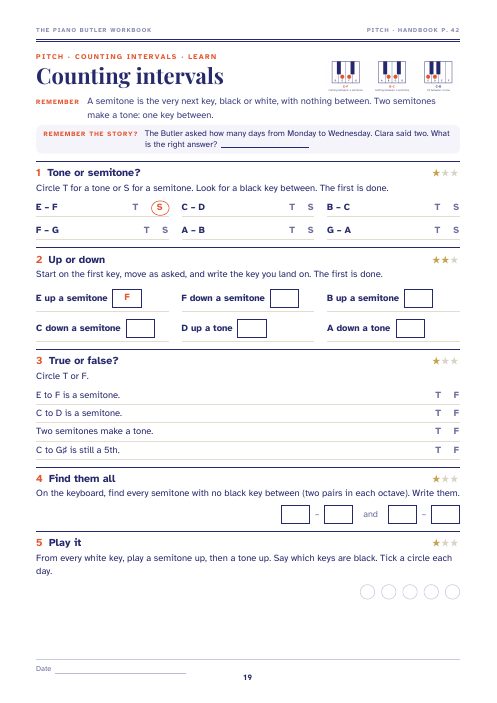 THE PIANO BUTLER WORKBOOK
PITCH · HANDBOOK P. 42
PITCH · COUNTING INTERVALS · LEARN
Counting intervals
REMEMBER A semitone is the very next key, black or white, with nothing between. Two semitones
make a tone: one key between.
REMEMBER THE STORY? The Butler asked how many days from Monday to Wednesday. Clara said two. What
is the right answer?
1 Tone or semitone?
Circle T for a tone or S for a semitone. Look for a black key between. The first is done.
E – F T S C – D T S B – C T S
F – G T S A – B T S G – A T S
2 Up or down
Start on the first key, move as asked, and write the key you land on. The first is done.
E up a semitone F F down a semitone B up a semitone
C down a semitone D up a tone A down a tone
3 True or false?
Circle T or F.
E to F is a semitone. T F
C to D is a semitone. T F
Two semitones make a tone. T F
C to G♯ is still a 5th. T F
4 Find them all
On the keyboard, find every semitone with no black key between (two pairs in each octave). Write them.
– and –
5 Play it
From every white key, play a semitone up, then a tone up. Say which keys are black. Tick a circle each
day.
Date
19